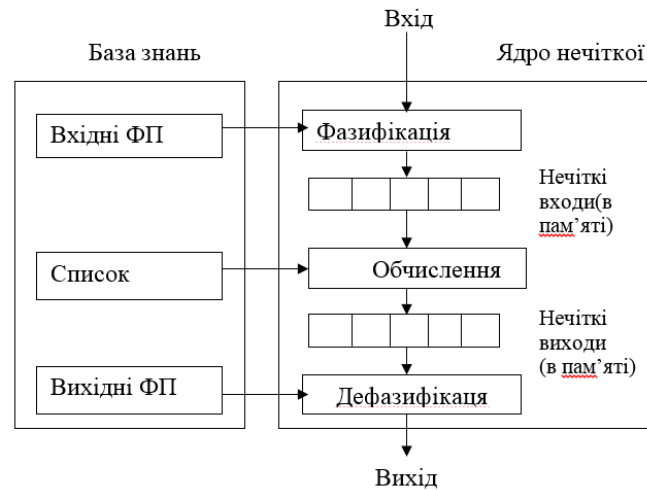 Вхід
База знань
Ядро нечіткої
Вхідні ФП
Фазифікація
Нечіткі
входи(в
пам’яті)
Список
Обчислення
Нечіткі
виходи
(в пам’яті)
Вихідні ФП
Дефазифікаця
Вихід